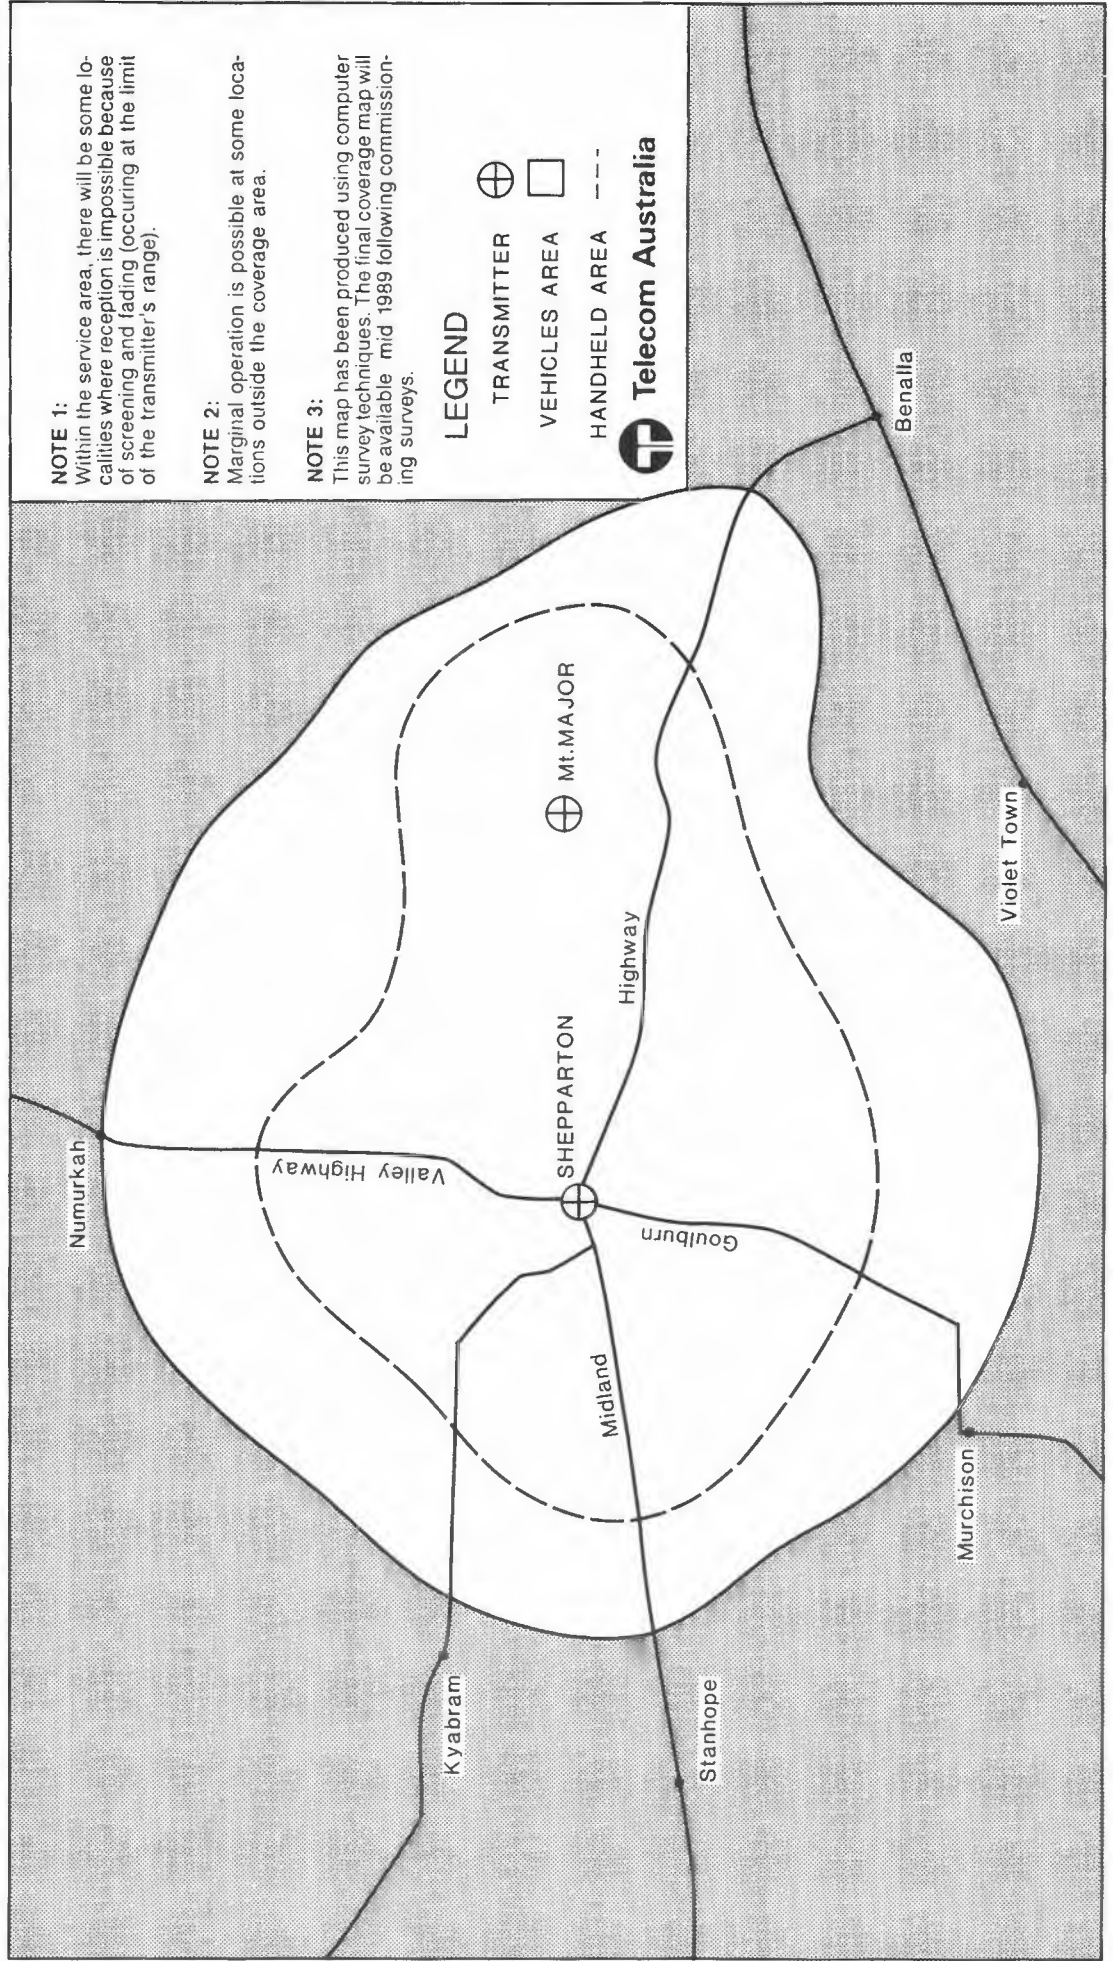 NOTE 1:
Within the service area, there will be some lo-
calities where reception is impossible because
of screening and fading (occuring at the limit
of the transmitter's range).
NOTE 2:
Marginal operation is possible at some loca-
tions outside the coverage area.
NOTE 3:
This map has been produced using computer
survey techniques. The final coverage map will
be available mid 1989 following commission-
ing surveys.
LEGEND
TRANSMITTER
VEHICLES AREA
HANDHELD AREA
Telecom Australia
Numurkah
Valley Highway
Kyabram
SHEPPARTON
Mt.MAJOR
Highway
Midland
Goulburn
Stanhope
Benalla
Murchison
Violet Town